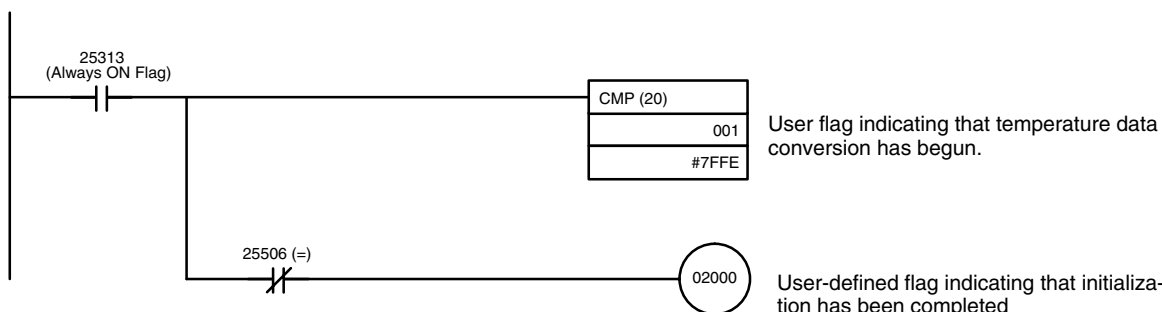 25313
(Always ON Flag)
CMP (20)
001
#7FFE
User flag indicating that temperature data
conversion has begun.
25506 (=)
02000
User-defined flag indicating that initializa-
tion has been completed